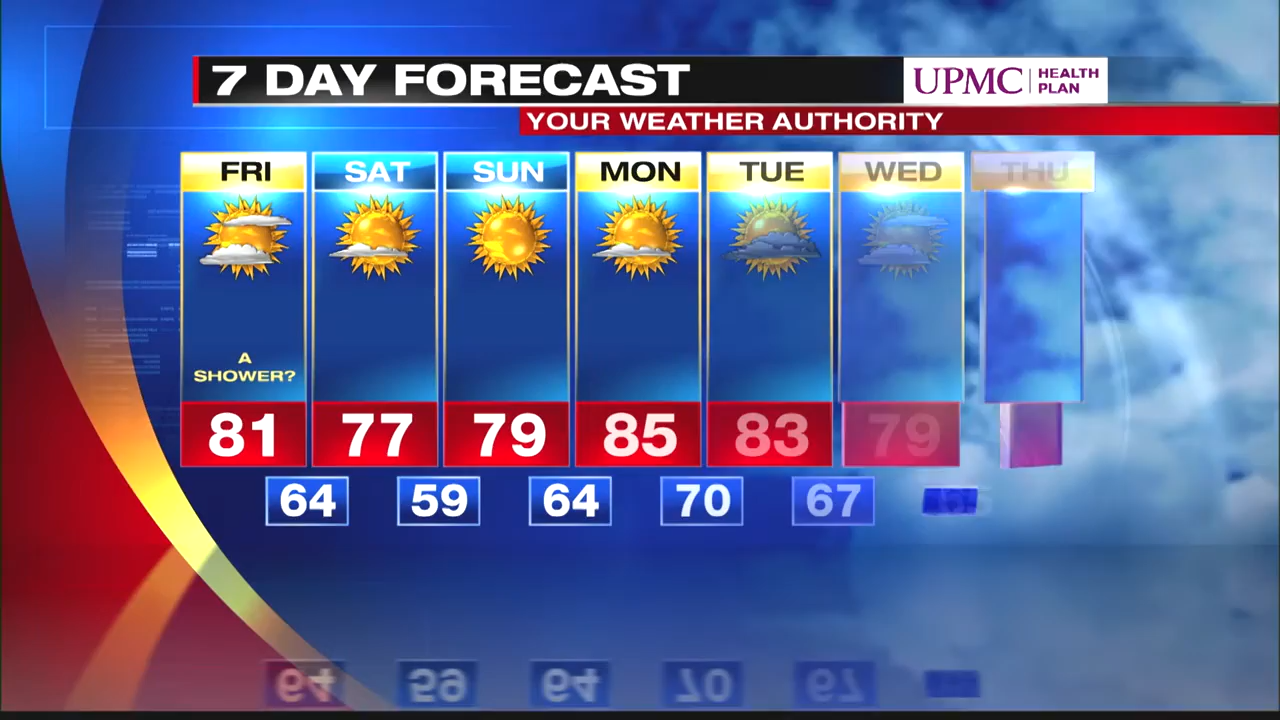 7 DAY FORECAST
UPMC
HEALTH
PLAN
YOUR WEATHER AUTHORITY
FRI SAT SUN MON TUE WED THU
A
SHOWER?
81 77 79 85 83 79
64 59 64 70 67